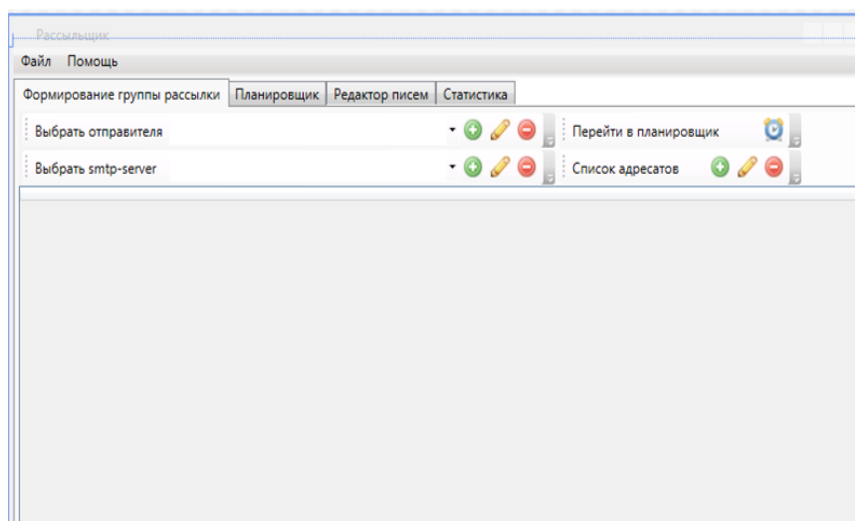 Рассыльщик
Файл Помощь
Формирование группы рассылки Планировщик Редактор писем Статистика
Выбрать отправителя Перейти в планировщик
Выбрать smtp-server Список адресатов